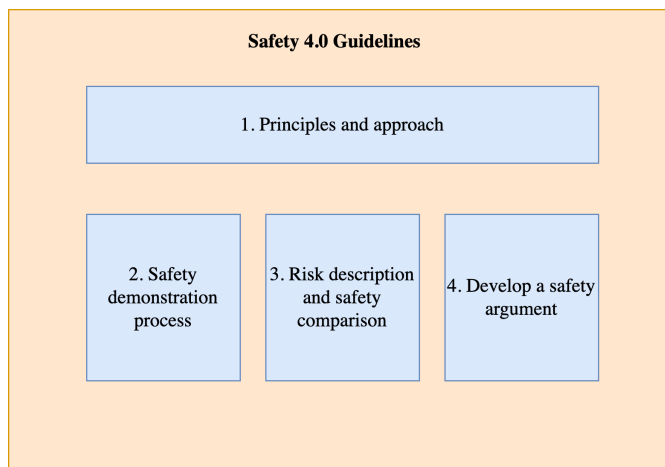 Safety 4.0 Guidelines
1. Principles and approach
2. Safety
demonstration
process
3. Risk description
and safety
comparison
4. Develop a safety
argument